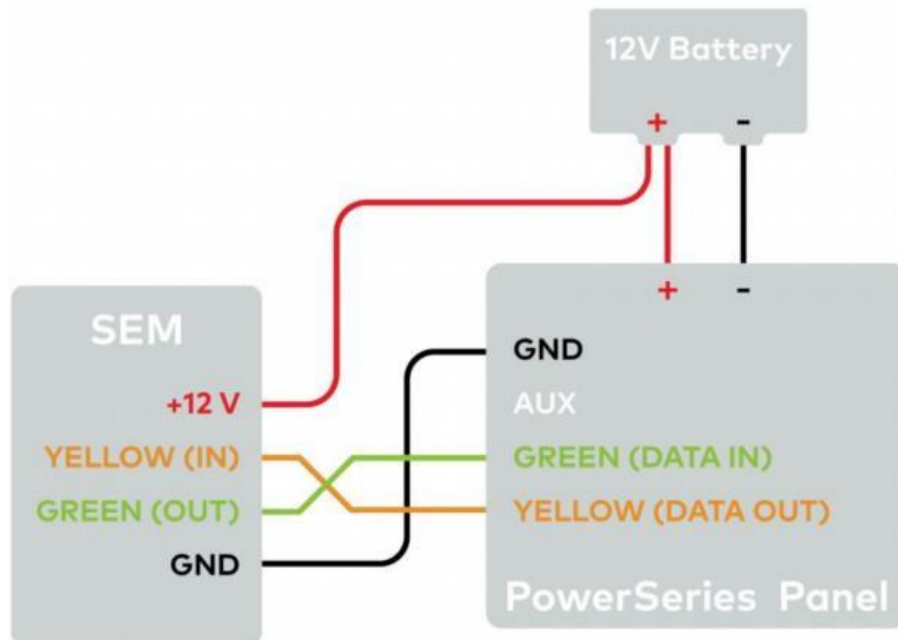 12V Battery
+ -
+ -
SEM
+12 V
YELLOW (IN)
GREEN (OUT)
GND
GND
AUX
GREEN (DATA IN)
YELLOW (DATA OUT)
PowerSeries Panel